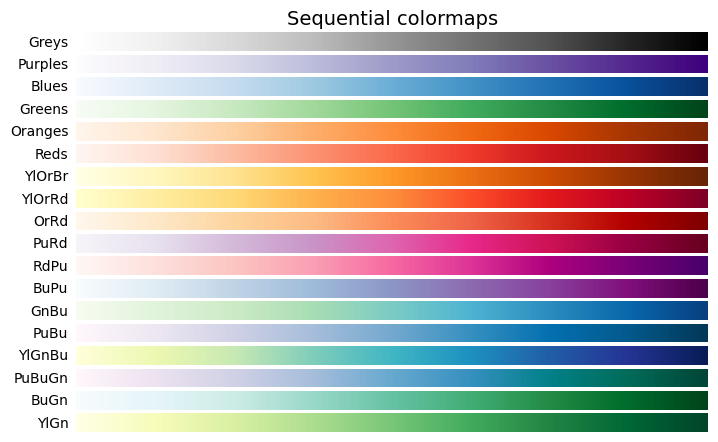 Sequential colormaps
Greys
Purples
Blues
Greens
Oranges
Reds
YlOrBr
YlOrRd
OrRd
PuRd
RdPu
BuPu
GnBu
PuBu
YlGnBu
PuBuGn
BuGn
YlGn